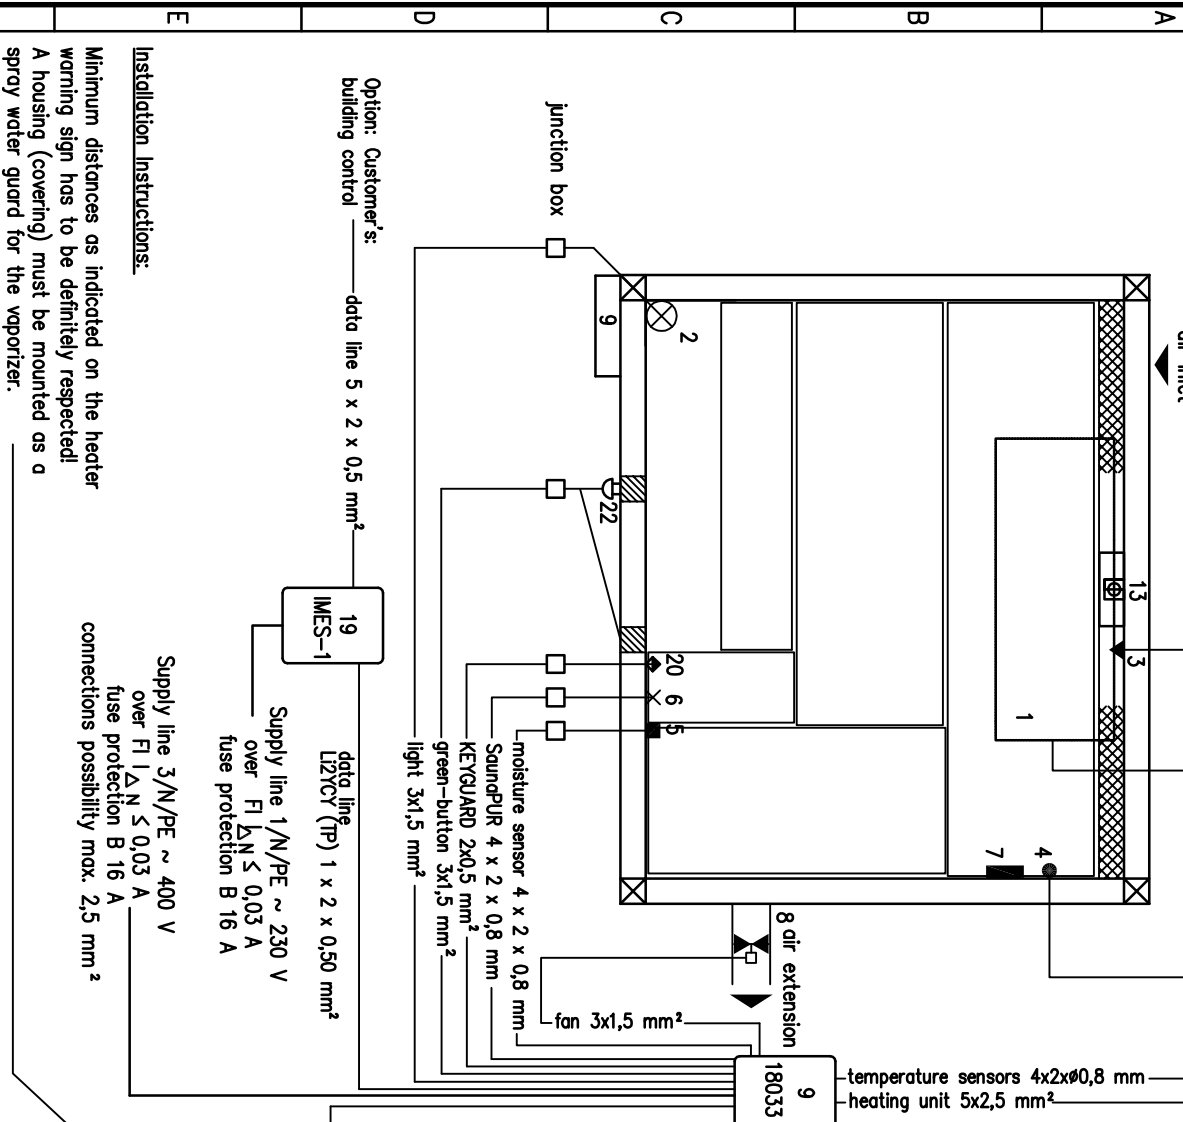 A
B
C
D
E
air inlet
13
3
1
4
7
2
9
22
20
6
5
8 air extension
junction box
Option: Customer's:
building control
data line 5 x 2 x 0,5 mm²
19
IMES-1
data line
Li2YCY (TP) 1 x 2 x 0,50 mm²
Supply line 1/N/PE ~ 230 V
over FI I△N ≤ 0,03 A
fuse protection B 16 A
Supply line 3/N/PE ~ 400 V
over FI I△N ≤ 0,03 A
fuse protection B 16 A
connections possibility max. 2,5 mm²
moisture sensor 4 x 2 x 0,8 mm
SaunaPUR 4 x 2 x 0,8 mm
KEYGUARD 2x0,5 mm²
green-button 3x1,5 mm²
light 3x1,5 mm²
fan 3x1,5 mm²
9
18033
temperature sensors 4x2xø0,8 mm
heating unit 5x2,5 mm²
Installation Instructions:
Minimum distances as indicated on the heater
warning sign has to be definitely respected!
A housing (covering) must be mounted as a
spray water guard for the vaporizer.